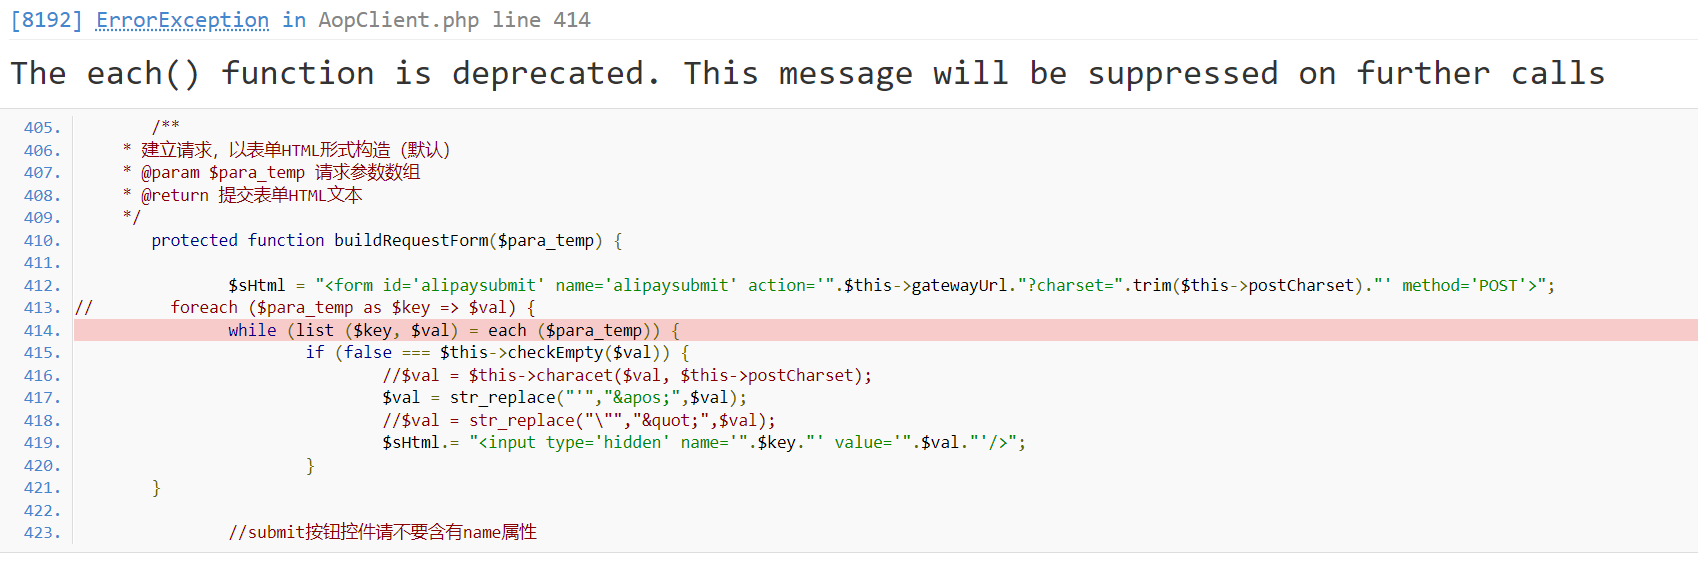 [8192] ErrorException in AopClient.php line 414
The each() function is deprecated. This message will be suppressed on further calls
405. /**
406. * 建立请求，以表单HTML形式构造（默认）
407. * @param $para_temp 请求参数数组
408. * @return 提交表单HTML文本
409. */
410. protected function buildRequestForm($para_temp) {
411.
412. $sHtml = "<form id='alipaysubmit' name='alipaysubmit' action='".$this->gatewayUrl."?charset=".trim($this->postCharset)."' method='POST'>";
413. // foreach ($para_temp as $key => $val) {
414. while (list ($key, $val) = each ($para_temp)) {
415. if (false === $this->checkEmpty($val)) {
416. //$val = $this->characet($val, $this->postCharset);
417. $val = str_replace("'","&apos;",$val);
418. //$val = str_replace("\"","&quot;",$val);
419. $sHtml.= "<input type='hidden' name='".$key."' value='".$val."'/>";
420. }
421. }
422.
423. //submit按钮控件请不要含有name属性